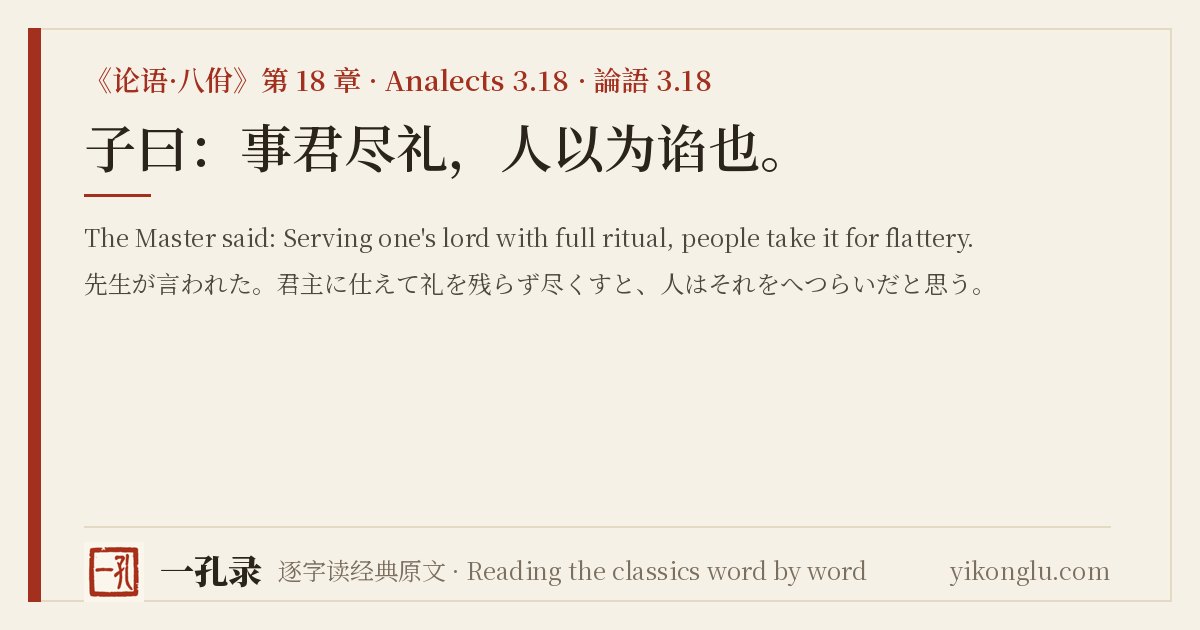 《论语·八佾》第 18 章 · Analects 3.18 · 論語 3.18
子曰：事君尽礼，人以为谄也。
The Master said: Serving one's lord with full ritual, people take it for flattery.
先生が言われた。君主に仕えて礼を残らず尽くすと、人はそれをへつらいだと思う。
一孔
一孔录 逐字读经典原文 · Reading the classics word by word yikonglu.com